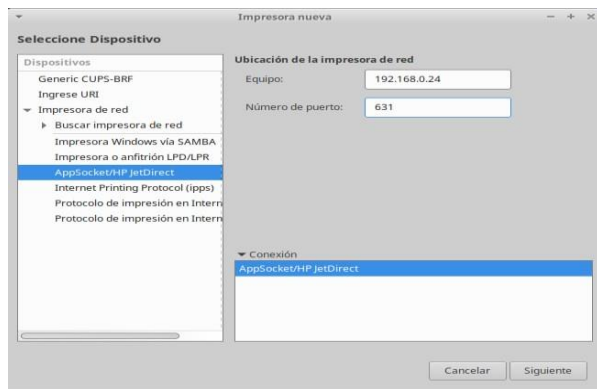 Impresora nueva
Seleccione Dispositivo
Dispositivos
Generic CUPS-BRF
Ingrese URI
Impresora de red
Buscar impresora de red
Impresora Windows vía SAMBA
Impresora o anfitrión LPD/LPR
AppSocket/HP JetDirect
Internet Printing Protocol (ipps)
Protocolo de impresión en Intern
Protocolo de impresión en Intern
Ubicación de la impresora de red
Equipo: 192.168.0.24
Número de puerto: 631
Conexión
AppSocket/HP JetDirect
Cancelar Siguiente